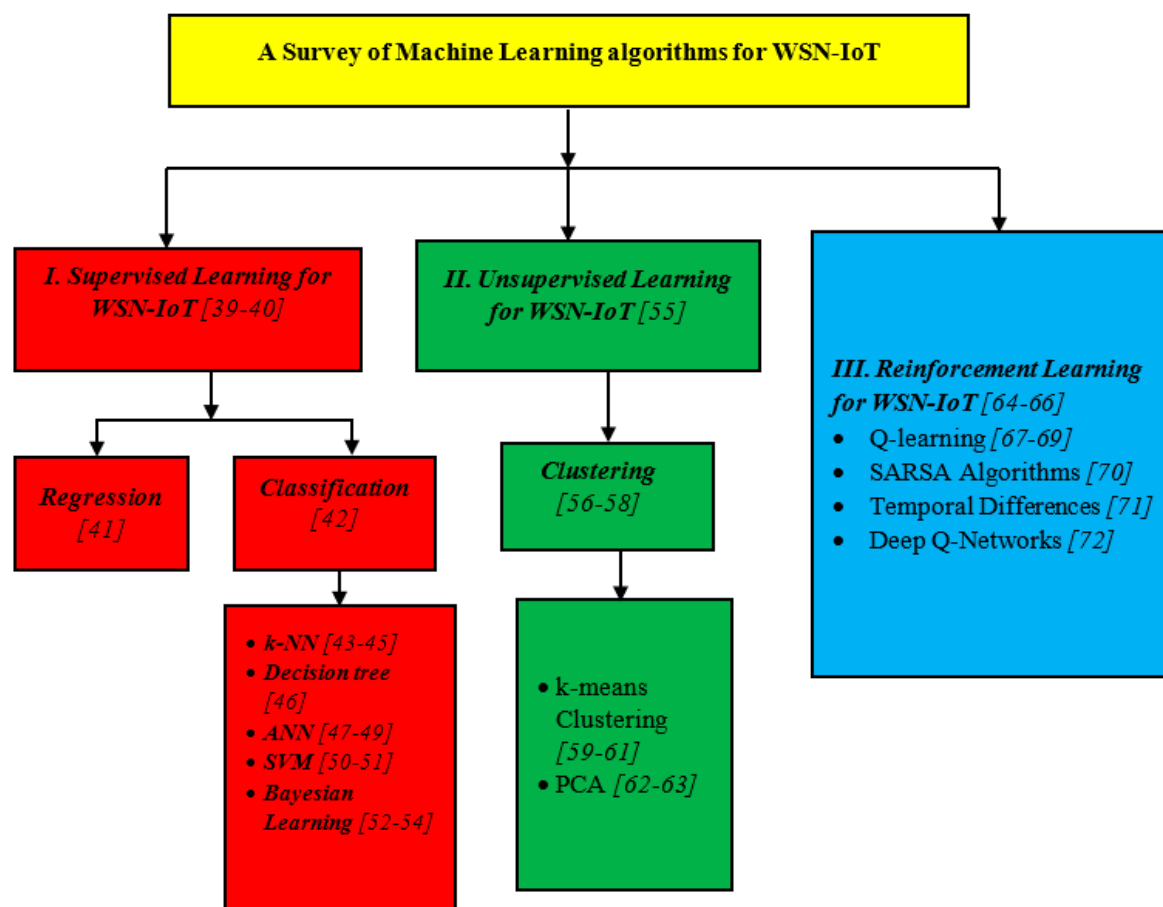 A Survey of Machine Learning algorithms for WSN-IoT
I. Supervised Learning for
WSN-IoT [39-40]
II. Unsupervised Learning
for WSN-IoT [55]
III. Reinforcement Learning
for WSN-IoT [64-66]
• Q-learning [67-69]
• SARSA Algorithms [70]
• Temporal Differences [71]
• Deep Q-Networks [72]
Regression
[41]
Classification
[42]
Clustering
[56-58]
• k-NN [43-45]
• Decision tree
[46]
• ANN [47-49]
• SVM [50-51]
• Bayesian
Learning [52-54]
• k-means
Clustering
[59-61]
• PCA [62-63]